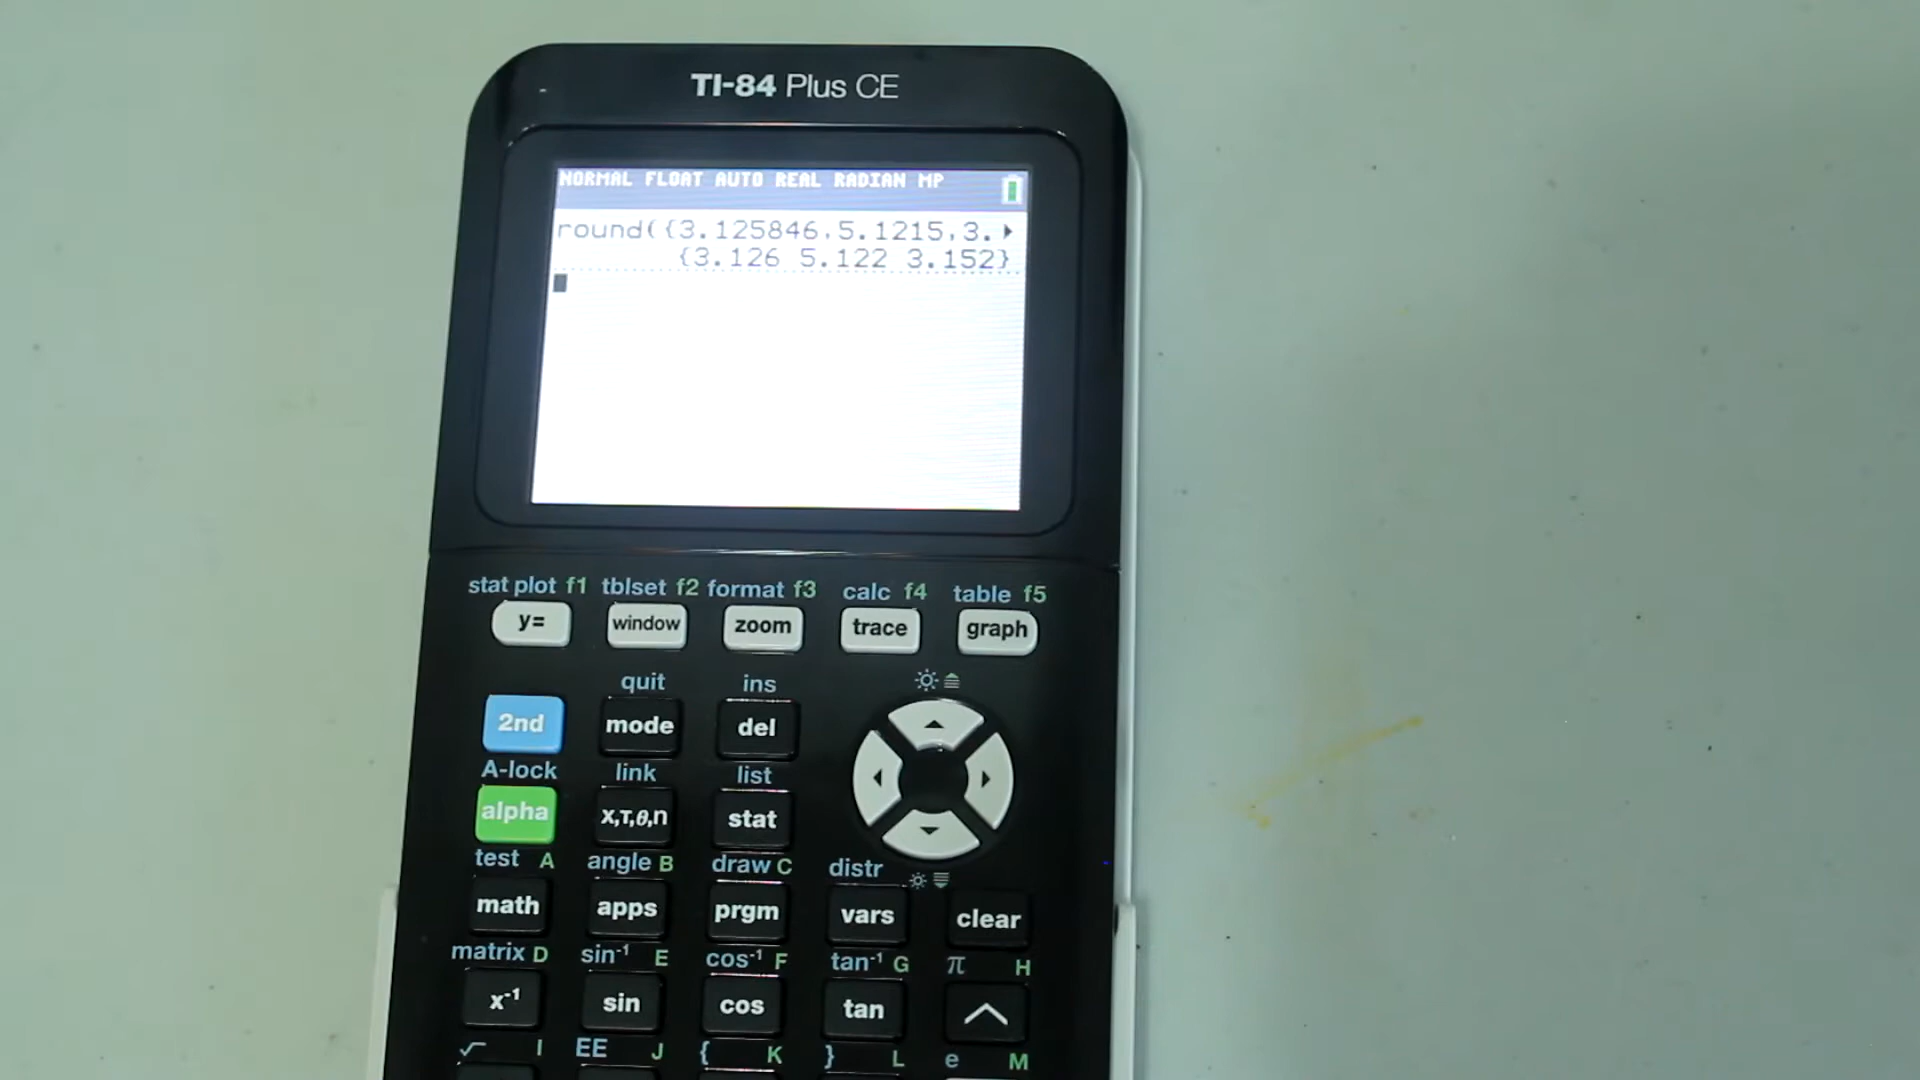 TI-84 Plus CE
NORMAL FLOAT AUTO REAL RADIAN MP
round({3.125846,5.1215,3.
{3.126 5.122 3.152}
stat plot f1 tblset f2 format f3 calc f4 table f5
y= window zoom trace graph
quit ins
2nd mode del
A-lock link list
alpha X,T,θ,n stat
test A angle B draw C distr
math apps prgm vars clear
matrix D sin⁻¹ E cos⁻¹ F tan⁻¹ G π H
x⁻¹ sin cos tan ^
√ I EE J { K } L e M